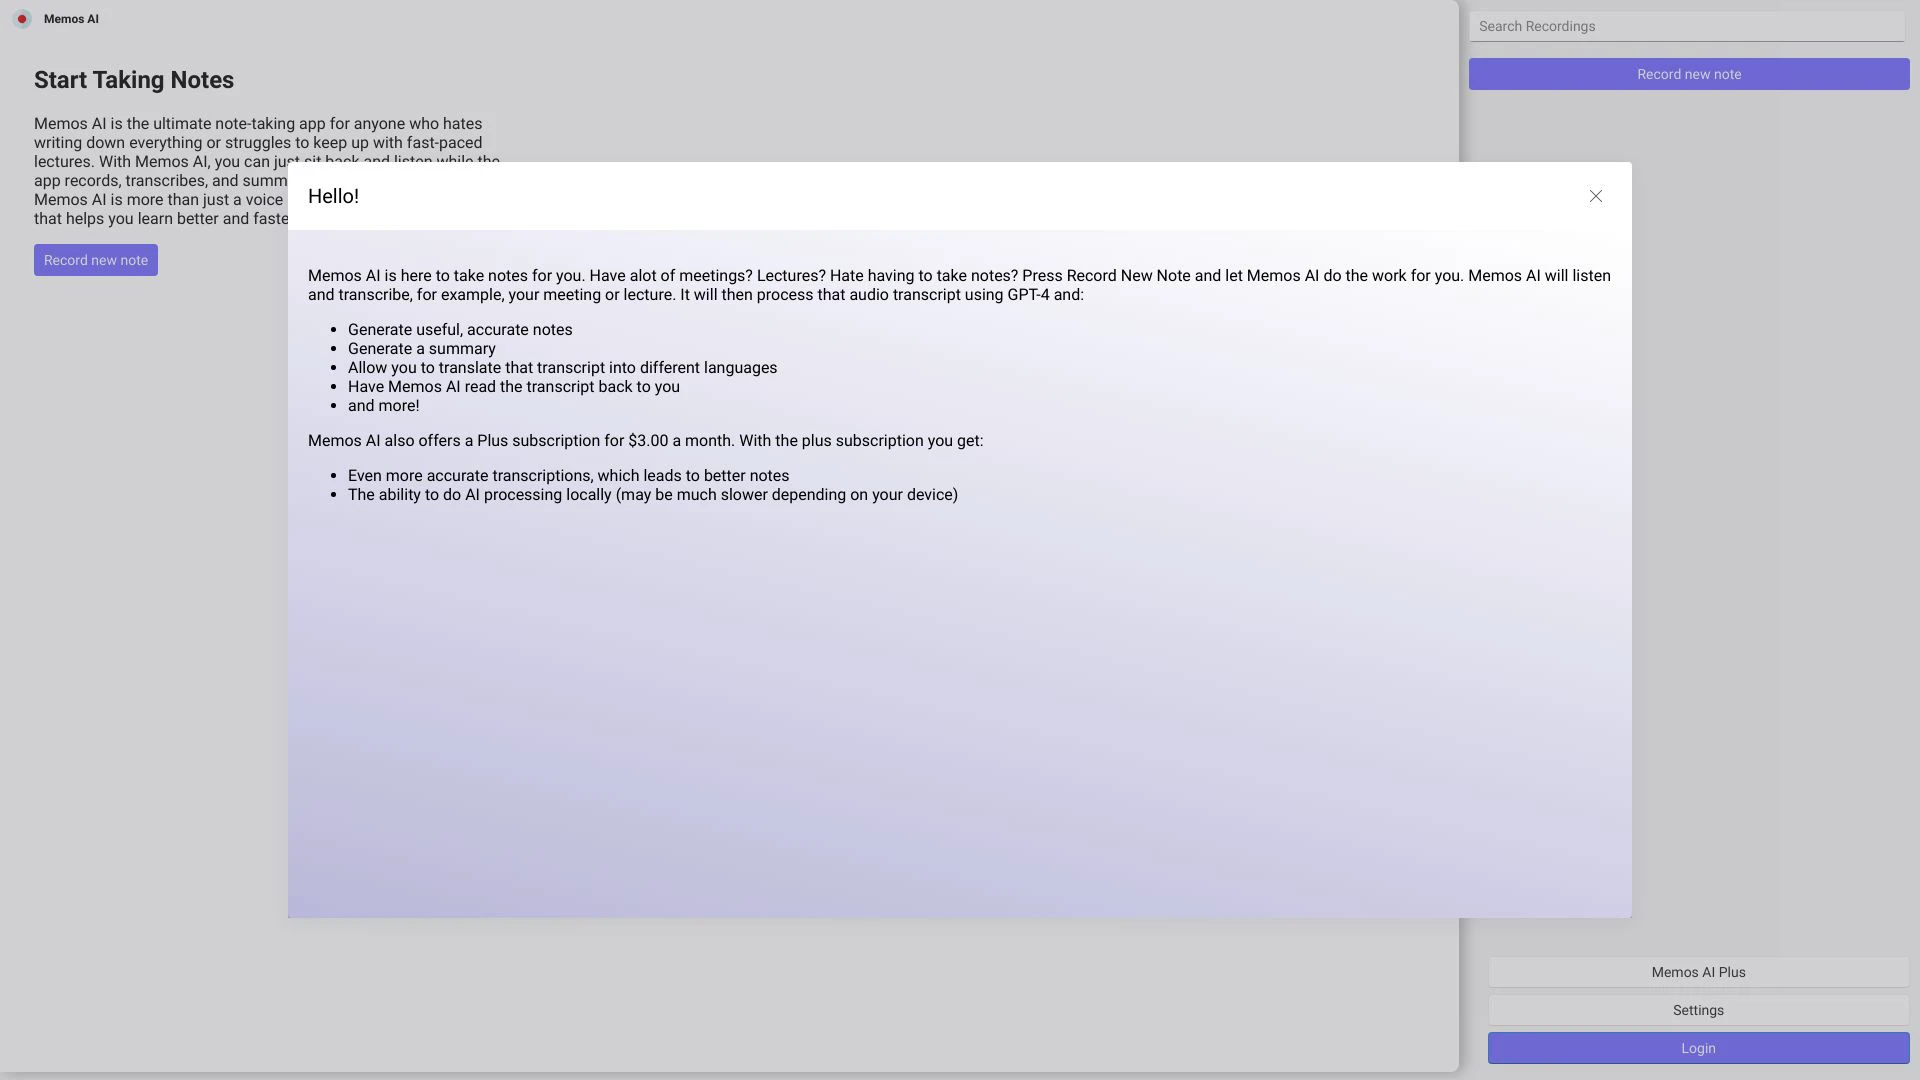 Memos AI
Start Taking Notes
Memos AI is the ultimate note-taking app for anyone who hates
writing down everything or struggles to keep up with fast-paced
lectures. With Memos AI, you can just sit back and listen while the
app records, transcribes, and summ
Memos AI is more than just a voice
that helps you learn better and faste
Record new note
Hello!
Memos AI is here to take notes for you. Have alot of meetings? Lectures? Hate having to take notes? Press Record New Note and let Memos AI do the work for you. Memos AI will listen
and transcribe, for example, your meeting or lecture. It will then process that audio transcript using GPT-4 and:
• Generate useful, accurate notes
• Generate a summary
• Allow you to translate that transcript into different languages
• Have Memos AI read the transcript back to you
• and more!
Memos AI also offers a Plus subscription for $3.00 a month. With the plus subscription you get:
• Even more accurate transcriptions, which leads to better notes
• The ability to do AI processing locally (may be much slower depending on your device)
Search Recordings
Record new note
Memos AI Plus
Settings
Login